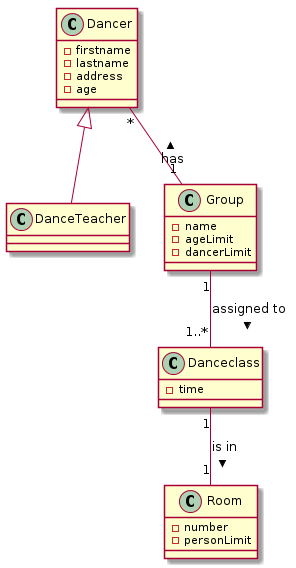 C Dancer
firstname
lastname
address
age
*
has
1
C DanceTeacher
C Group
name
ageLimit
dancerLimit
1
assigned to
1..*
C Danceclass
time
1
is in
1
C Room
number
personLimit